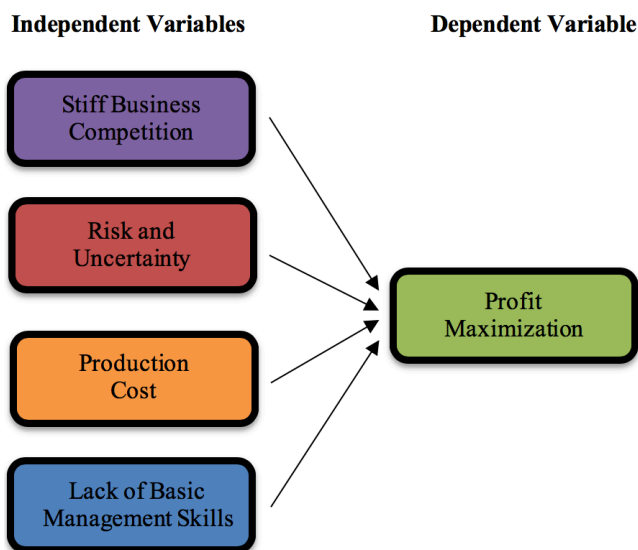 Independent Variables
Dependent Variable
Stiff Business
Competition
Risk and
Uncertainty
Production
Cost
Lack of Basic
Management Skills
Profit
Maximization